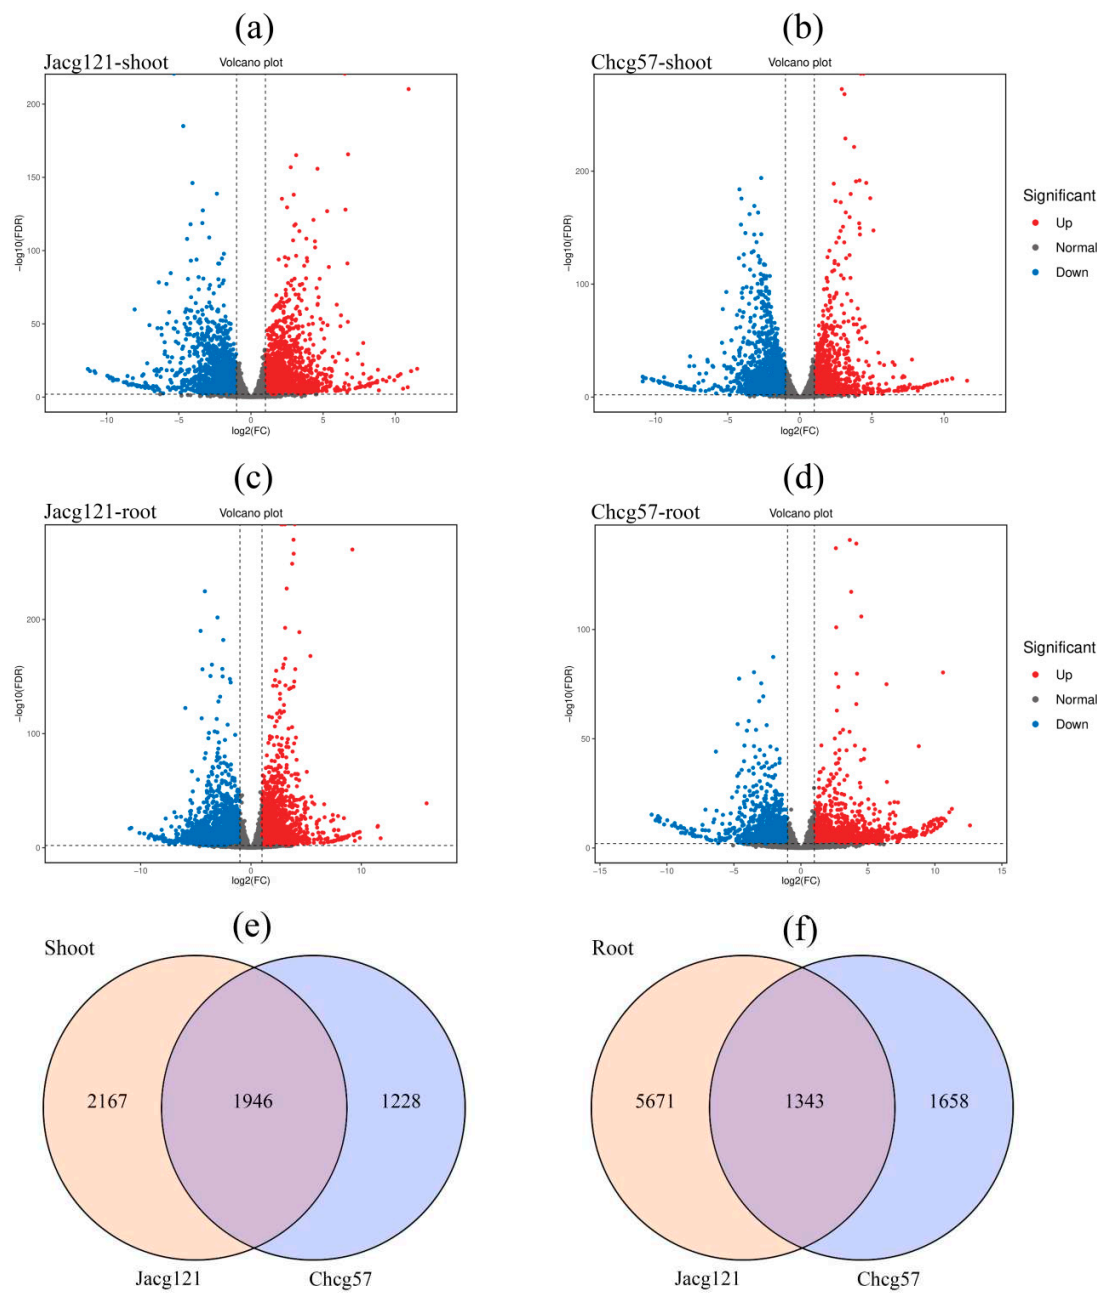 (a)
(b)
Jacg121-shoot
Volcano plot
Chcg57-shoot
Volcano plot
200
150
100
50
0
−log10(FDR)
−10
−5
0
5
10
log2(FC)
200
100
0
−log10(FDR)
−10
−5
0
5
10
log2(FC)
Significant
Up
Normal
Down
(c)
(d)
Jacg121-root
Volcano plot
Chcg57-root
Volcano plot
200
100
0
−log10(FDR)
−10
0
10
log2(FC)
100
50
0
−log10(FDR)
−15
−10
−5
0
5
10
15
log2(FC)
Significant
Up
Normal
Down
(e)
(f)
Shoot
Root
2167
1946
1228
5671
1343
1658
Jacg121
Chcg57
Jacg121
Chcg57